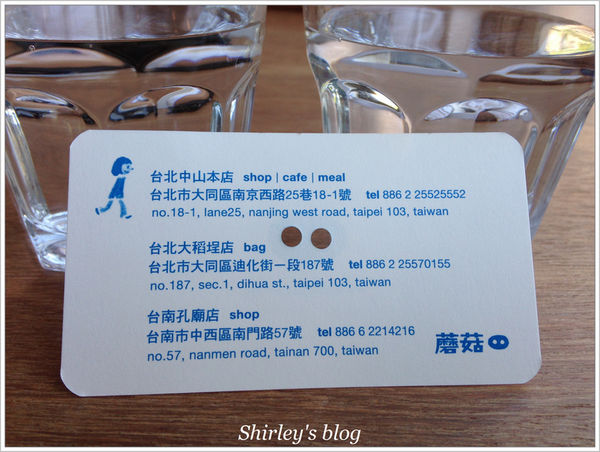 台北中山本店 shop | cafe | meal
台北市大同區南京西路25巷18-1號 tel 886 2 25525552
no.18-1, lane25, nanjing west road, taipei 103, taiwan
台北大稻埕店 bag
台北市大同區迪化街一段187號 tel 886 2 25570155
no.187, sec.1, dihua st., taipei 103, taiwan
台南孔廟店 shop
台南市中西區南門路57號 tel 886 6 2214216
no.57, nanmen road, tainan 700, taiwan
蘑菇
Shirley's blog